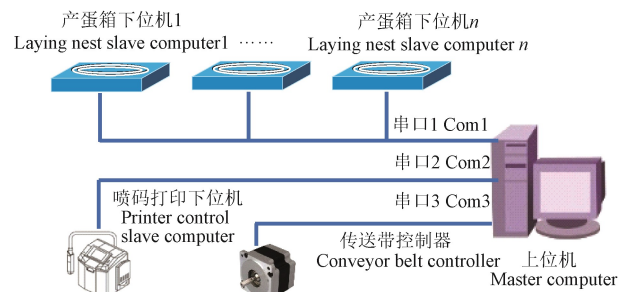 产蛋箱下位机1
Laying nest slave computer1
……
产蛋箱下位机n
Laying nest slave computer n
串口1 Com1
串口2 Com2
喷码打印下位机
Printer control
slave computer
串口3 Com3
传送带控制器
Conveyor belt controller
上位机
Master computer